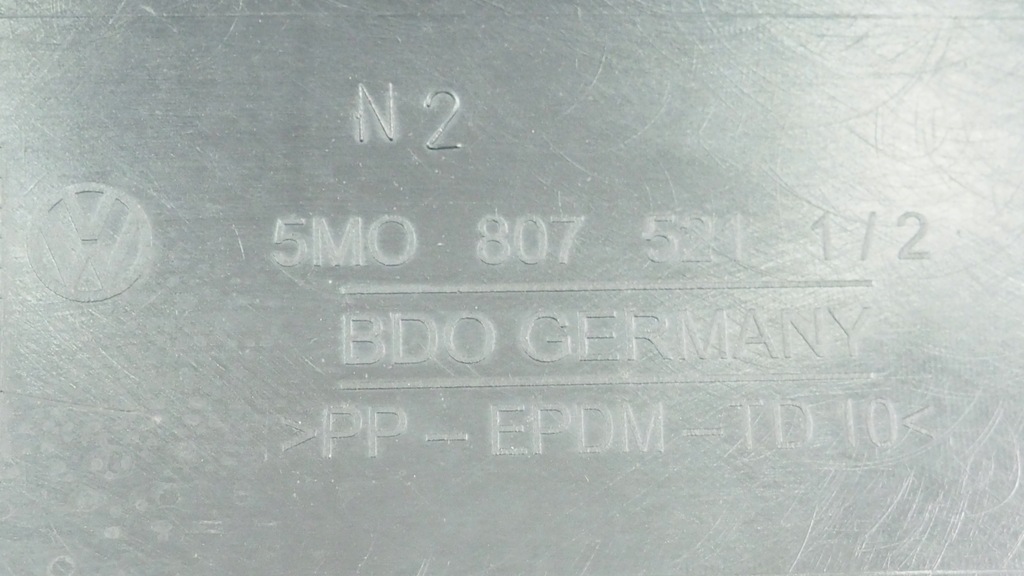 N 2
5M0 807 521 1/2
BDO GERMANY
>PP-EPDM-TD 10<